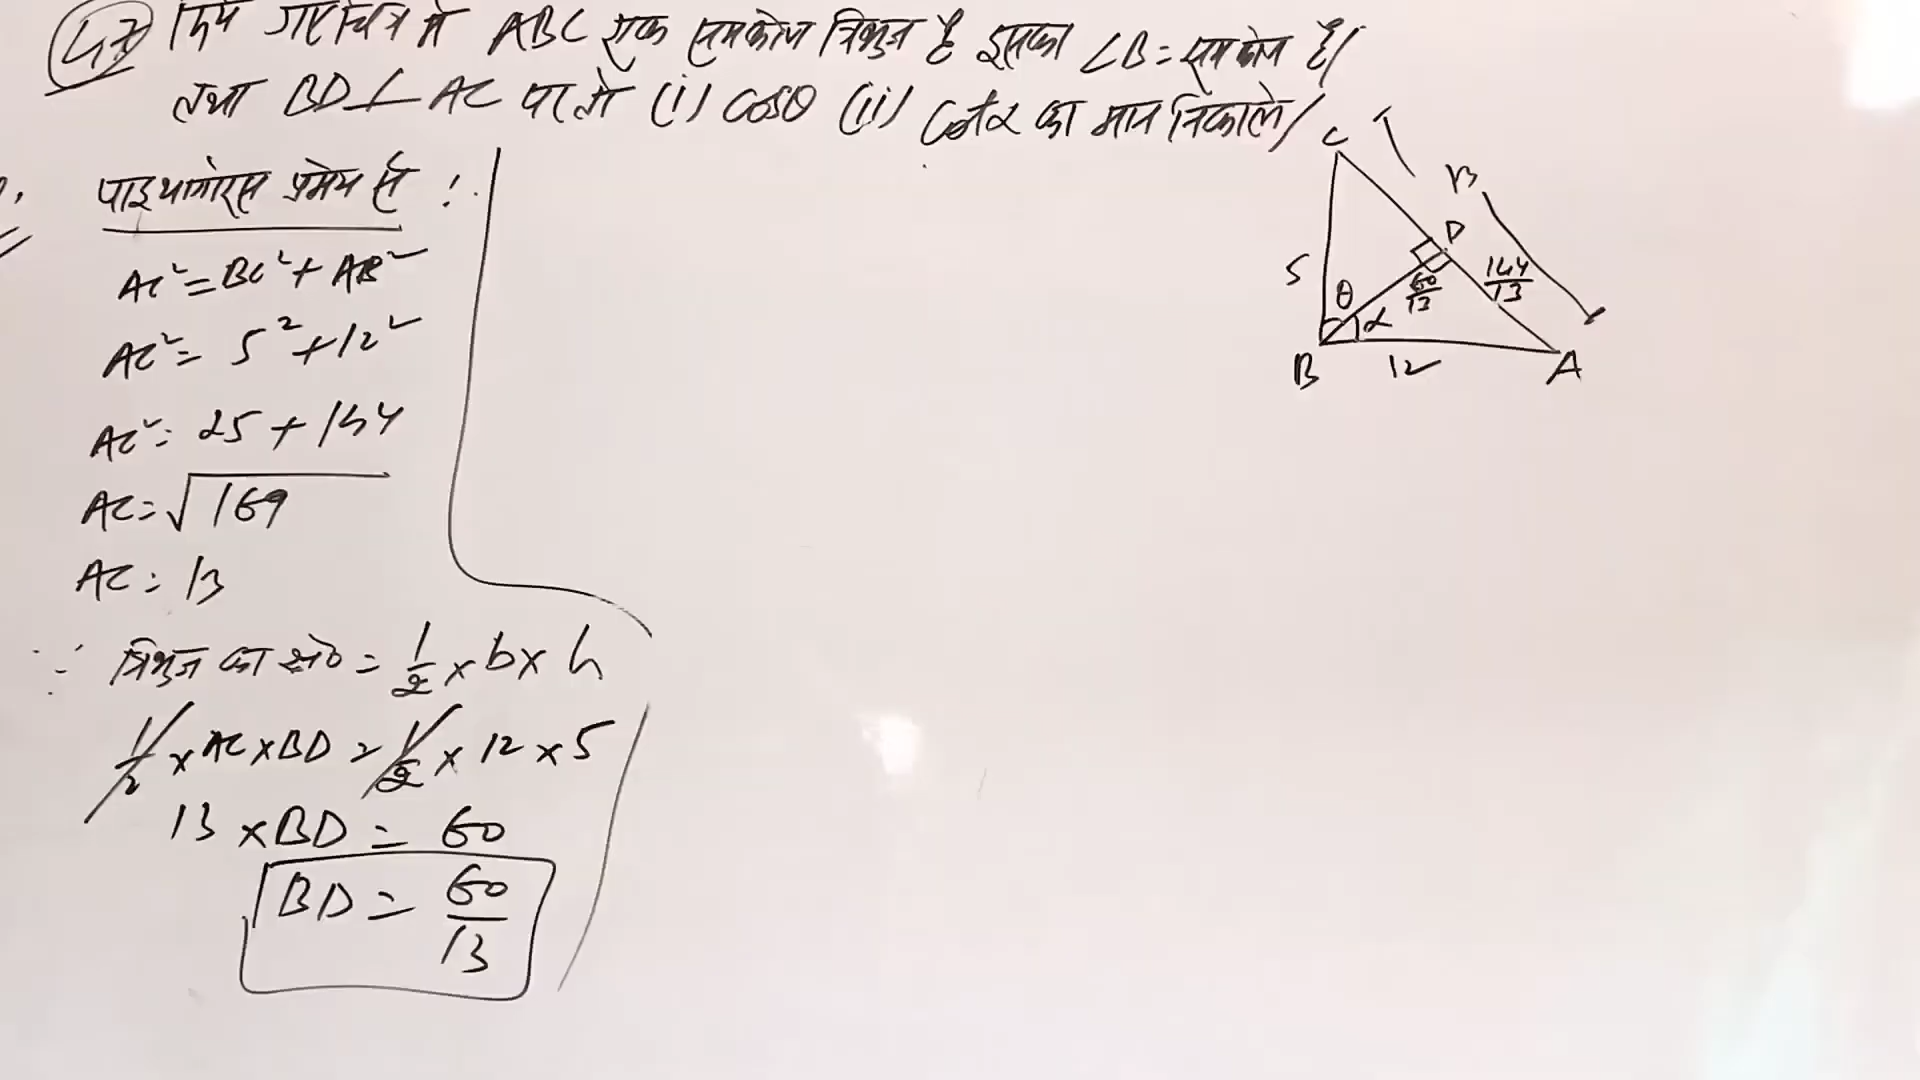 47 दिये गए चित्र में ABC एक समकोण त्रिभुज है इसका ∠B = समकोण है।
तथा BD ⊥ AC पर तो (i) cosθ (ii) cotα का मान निकाले।
पाइथागोरस प्रमेय से :
AC² = BC² + AB²
AC² = 5² + 12²
AC² = 25 + 144
AC = √169
AC = 13
∵ त्रिभुज का क्षे० = 1/2 × b × h
1/2 × AC × BD = 1/2 × 12 × 5
13 × BD = 60
BD = 60/13
C
13
D
5
θ
60/13
144/13
α
B
12
A